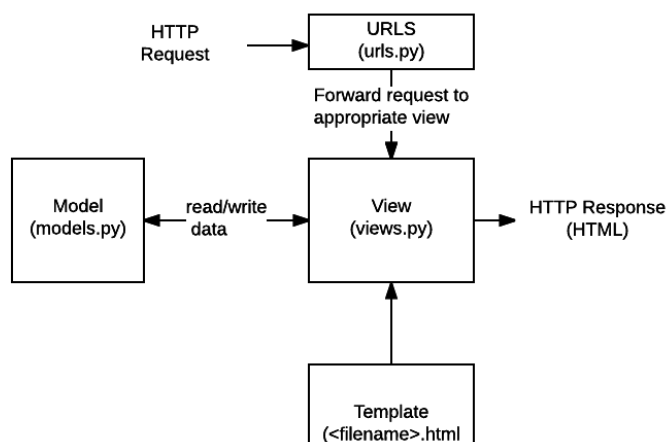 HTTP
Request
URLS
(urls.py)
Forward request to
appropriate view
Model
(models.py)
read/write
data
View
(views.py)
HTTP Response
(HTML)
Template
(<filename>.html